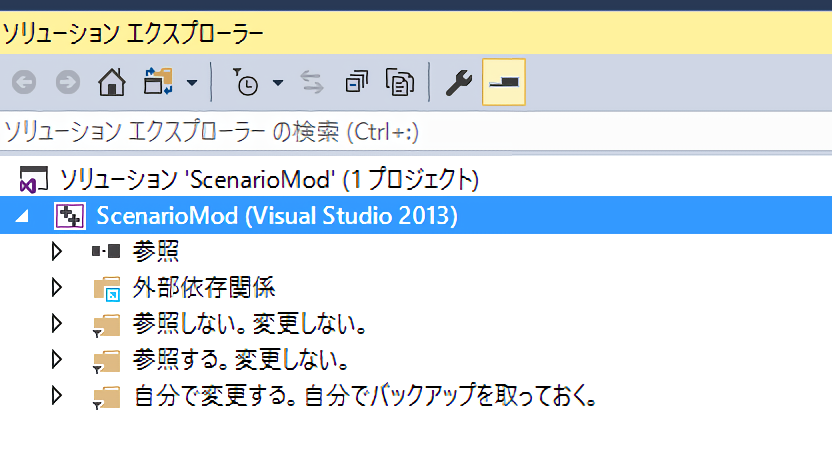 ソリューション エクスプローラー
ソリューション エクスプローラー の検索 (Ctrl+:)
ソリューション 'ScenarioMod' (1 プロジェクト)
ScenarioMod (Visual Studio 2013)
参照
外部依存関係
参照しない。変更しない。
参照する。変更しない。
自分で変更する。自分でバックアップを取っておく。